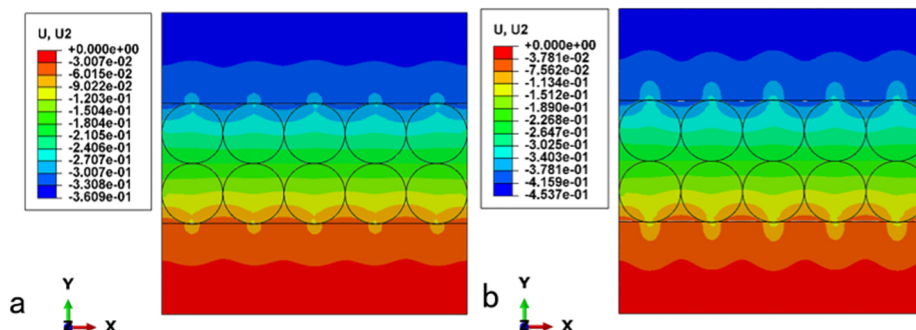 U, U2
+0.000e+00
-3.007e-02
-6.015e-02
-9.022e-02
-1.203e-01
-1.504e-01
-1.804e-01
-2.105e-01
-2.406e-01
-2.707e-01
-3.007e-01
-3.308e-01
-3.609e-01
a
Y
Z
X
U, U2
+0.000e+00
-3.781e-02
-7.562e-02
-1.134e-01
-1.512e-01
-1.890e-01
-2.268e-01
-2.647e-01
-3.025e-01
-3.403e-01
-3.781e-01
-4.159e-01
-4.537e-01
b
Y
Z
X